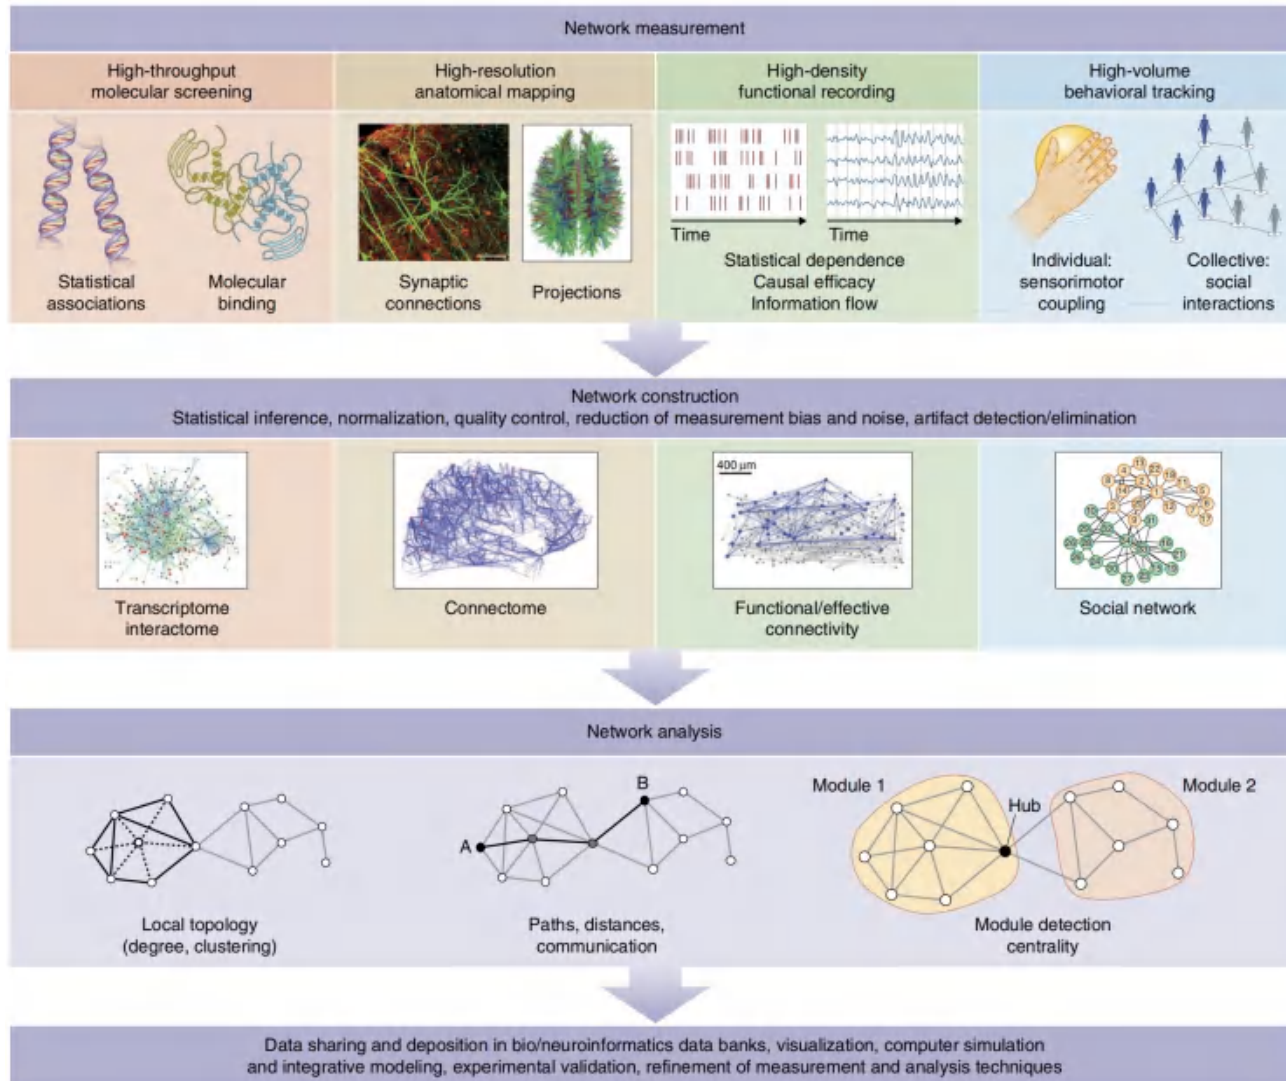 Network measurement
High-throughput
molecular screening
High-resolution
anatomical mapping
High-density
functional recording
High-volume
behavioral tracking
Time
Time
Statistical
associations
Molecular
binding
Synaptic
connections
Projections
Statistical dependence
Causal efficacy
Information flow
Individual:
sensorimotor
coupling
Collective:
social
interactions
Network construction
Statistical inference, normalization, quality control, reduction of measurement bias and noise, artifact detection/elimination
400 µm
Transcriptome
interactome
Connectome
Functional/effective
connectivity
Social network
Network analysis
A
B
Module 1
Hub
Module 2
Local topology
(degree, clustering)
Paths, distances,
communication
Module detection
centrality
Data sharing and deposition in bio/neuroinformatics data banks, visualization, computer simulation
and integrative modeling, experimental validation, refinement of measurement and analysis techniques